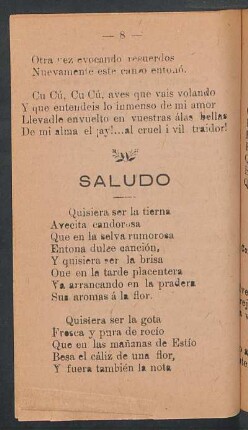 — 8 —
Otra vez evocando recuerdos
Nuevamente este canto entonó.
Cu Cú, Cu Cú, aves que vais volando
Y que entendeis lo inmenso de mi amor
Llevadle envuelto en vuestras álas bellas
De mi alma el ¡ay!...al cruel i vil traidor!
SALUDO
Quisiera ser la tierna
Avecita candorosa
Que en la selva rumorosa
Entona dulce canción,
Y quisiera ser la brisa
Que en la tarde placentera
Va arrancando en la pradera
Sus aromas á la flor.
Quisiera ser la gota
Fresca y pura de rocío
Que en las mañanas de Estío
Besa el cáliz de una flor,
Y fuera también la nota